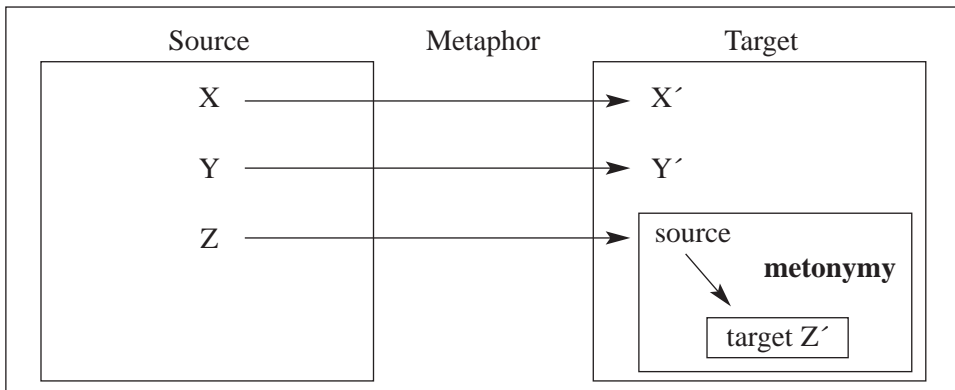 Source Metaphor Target
X X´
Y Y´
Z source
metonymy
target Z´